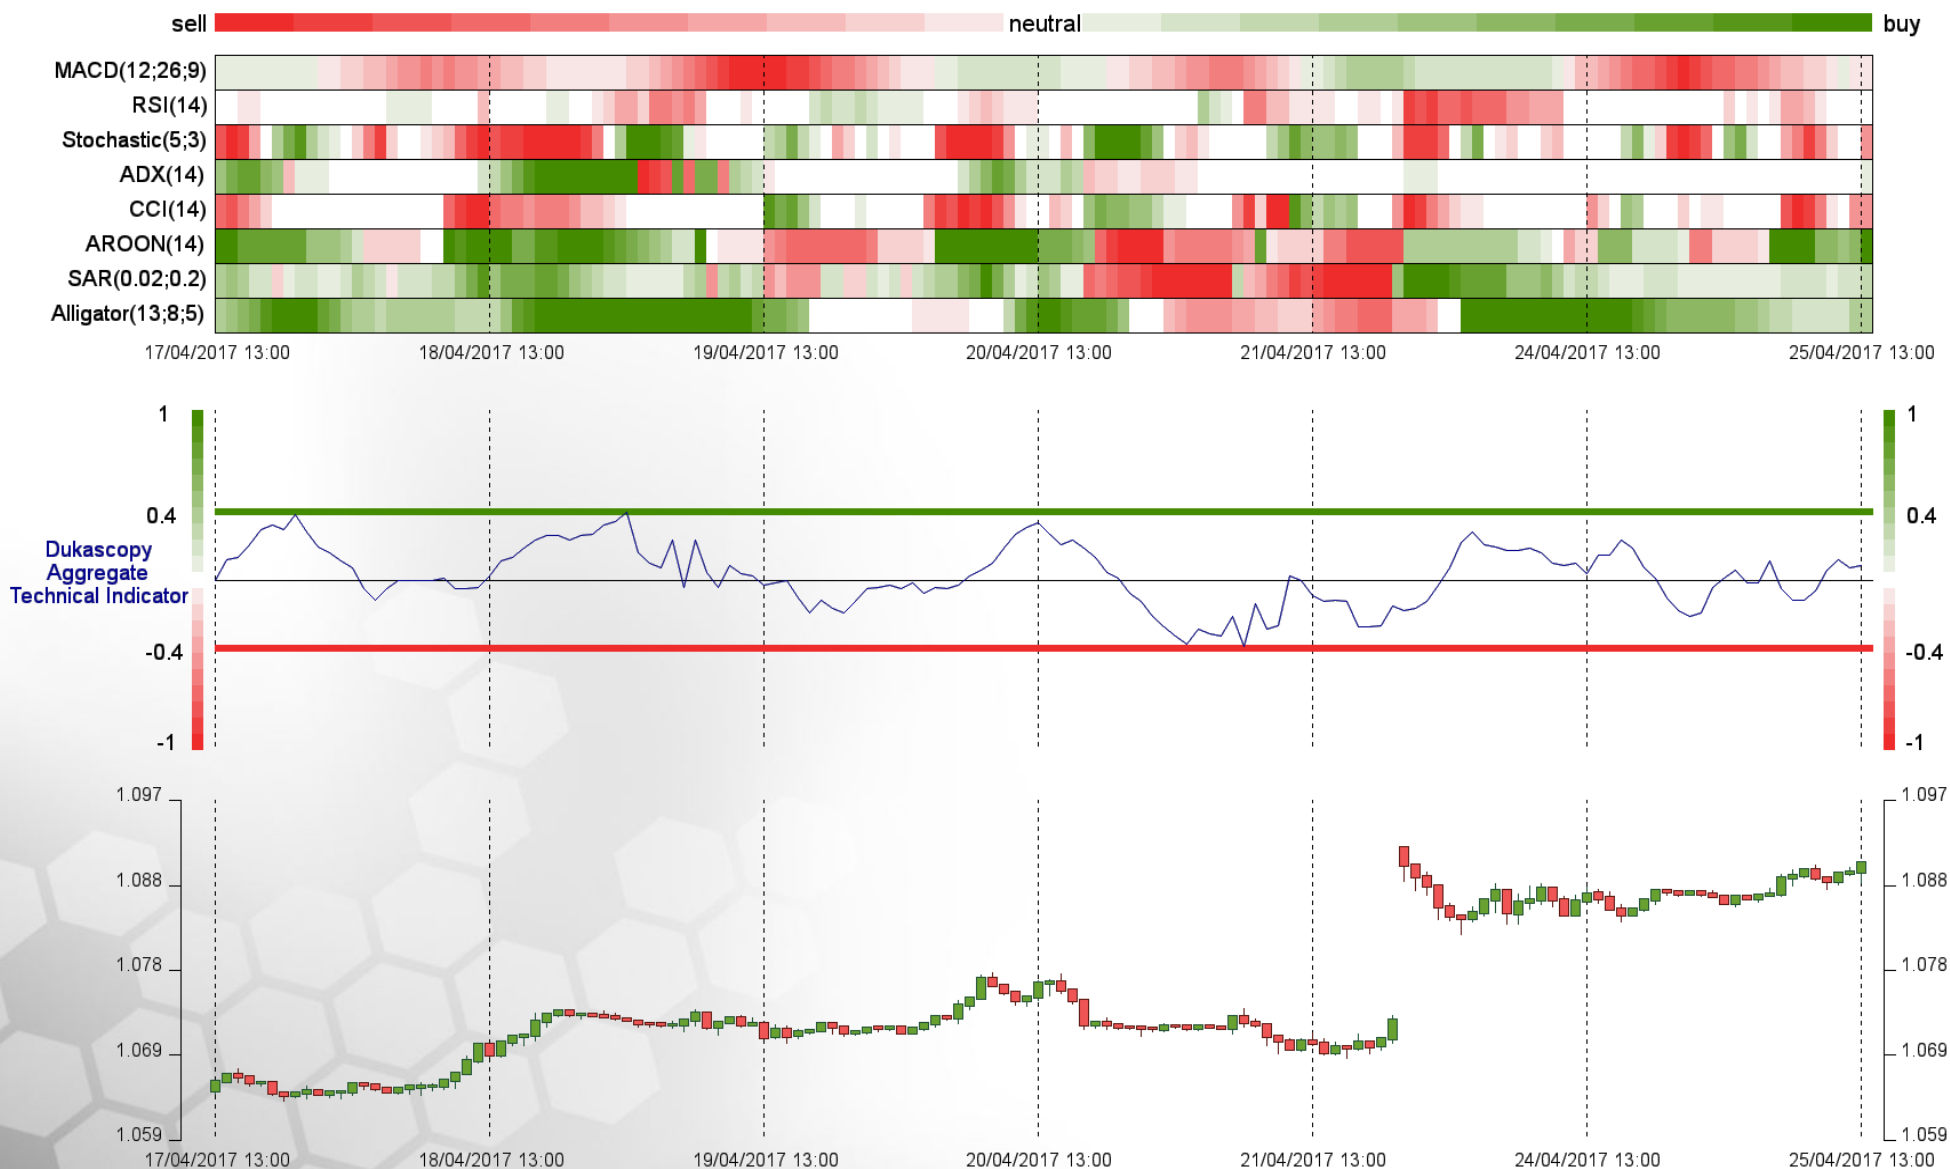 sell neutral buy
MACD(12;26;9)
RSI(14)
Stochastic(5;3)
ADX(14)
CCI(14)
AROON(14)
SAR(0.02;0.2)
Alligator(13;8;5)
17/04/2017 13:00 18/04/2017 13:00 19/04/2017 13:00 20/04/2017 13:00 21/04/2017 13:00 24/04/2017 13:00 25/04/2017 13:00
1 1
0.4 0.4
Dukascopy
Aggregate
Technical Indicator
-0.4 -0.4
-1 -1
1.097 1.097
1.088 1.088
1.078 1.078
1.069 1.069
1.059 1.059
17/04/2017 13:00 18/04/2017 13:00 19/04/2017 13:00 20/04/2017 13:00 21/04/2017 13:00 24/04/2017 13:00 25/04/2017 13:00